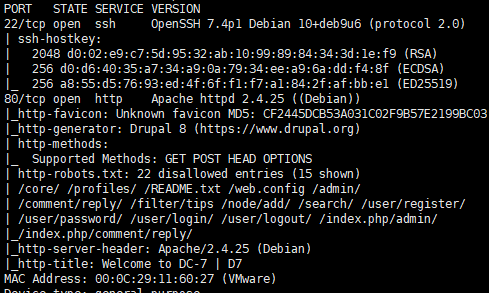 PORT   STATE SERVICE VERSION
22/tcp open  ssh     OpenSSH 7.4p1 Debian 10+deb9u6 (protocol 2.0)
| ssh-hostkey:
|   2048 d0:02:e9:c7:5d:95:32:ab:10:99:89:84:34:3d:1e:f9 (RSA)
|   256 d0:d6:40:35:a7:34:a9:0a:79:34:ee:a9:6a:dd:f4:8f (ECDSA)
|_  256 a8:55:d5:76:93:ed:4f:6f:f1:f7:a1:84:2f:af:bb:e1 (ED25519)
80/tcp open  http    Apache httpd 2.4.25 ((Debian))
|_http-favicon: Unknown favicon MD5: CF2445DCB53A031C02F9B57E2199BC03
|_http-generator: Drupal 8 (https://www.drupal.org)
| http-methods:
|_  Supported Methods: GET POST HEAD OPTIONS
| http-robots.txt: 22 disallowed entries (15 shown)
| /core/ /profiles/ /README.txt /web.config /admin/
| /comment/reply/ /filter/tips /node/add/ /search/ /user/register/
| /user/password/ /user/login/ /user/logout/ /index.php/admin/
|_/index.php/comment/reply/
|_http-server-header: Apache/2.4.25 (Debian)
|_http-title: Welcome to DC-7 | D7
MAC Address: 00:0C:29:11:60:27 (VMware)
Device type: general purpose